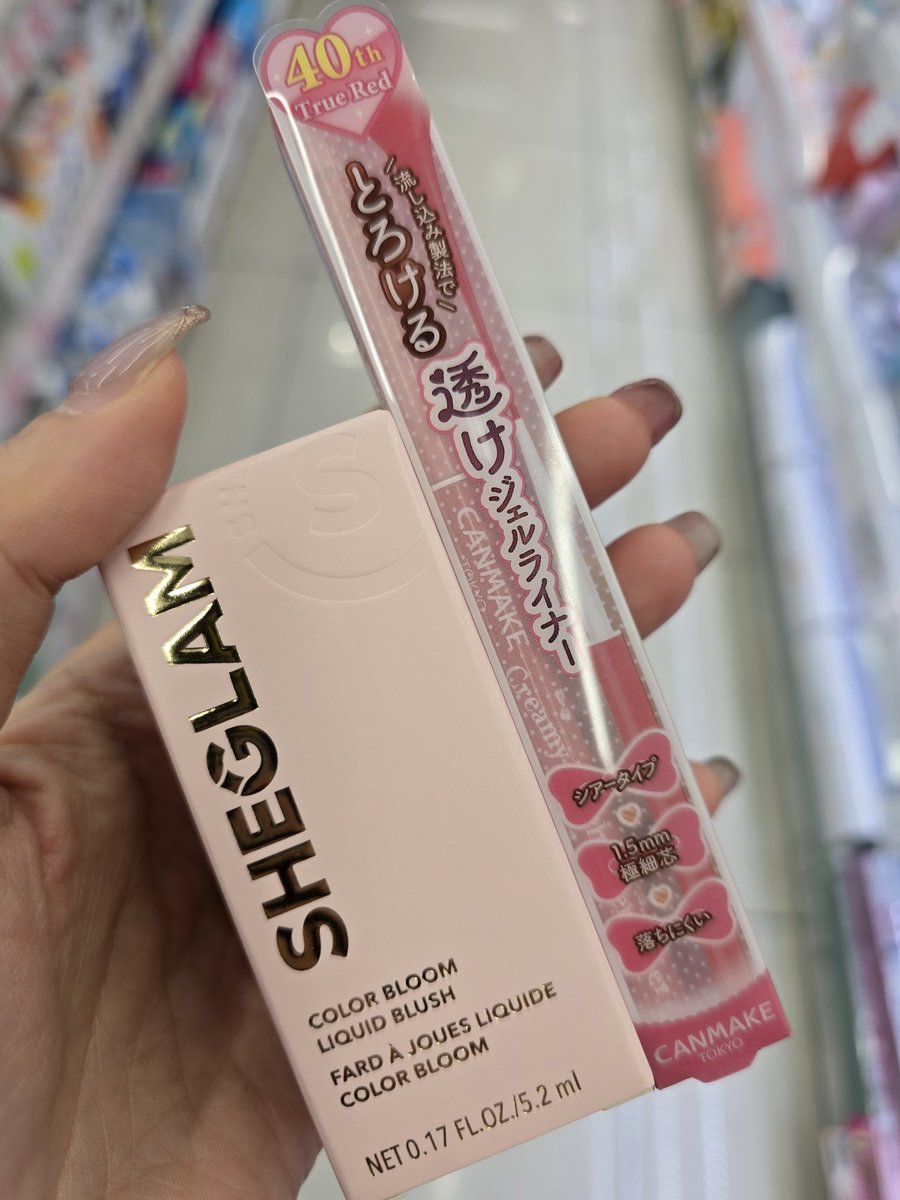 40th
True Red
流し込み製法で
とろける
透け
ジェルライナー
CANMAKE
TOKYO
Creamy
シアータイプ
1.5mm
極細芯
落ちにくい
CANMAKE
TOKYO
S
SHEGLAM
COLOR BLOOM
LIQUID BLUSH
FARD À JOUES LIQUIDE
COLOR BLOOM
NET 0.17 FL.OZ./5.2 ml